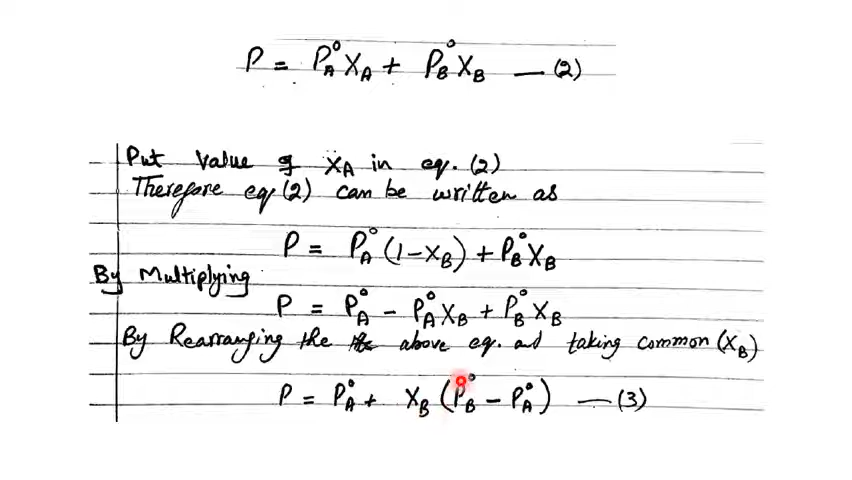 P = P°A XA + P°B XB — (2)
Put value of XA in eq. (2)
Therefore eq (2) can be written as
P = P°A (1 - XB) + P°B XB
By Multiplying
P = P°A - P°A XB + P°B XB
By Rearranging the the above eq. and taking common (XB)
P = P°A + XB (P°B - P°A) — (3)